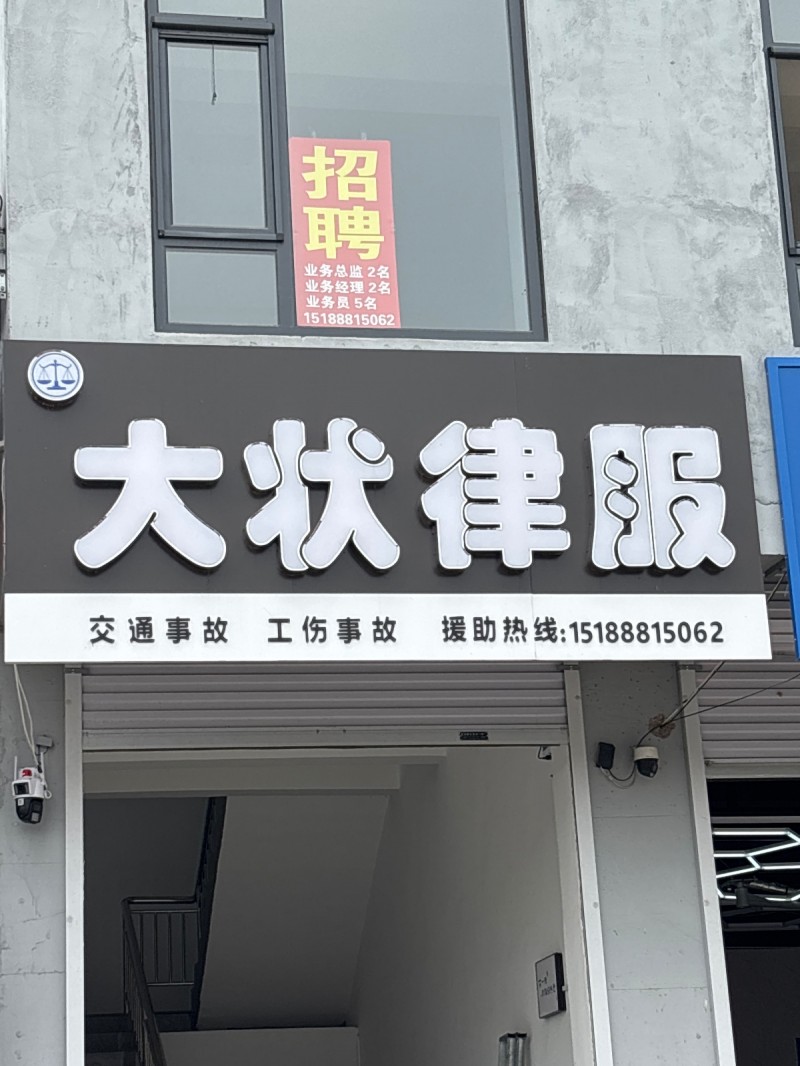 招
聘
业务总监 2名
业务经理 2名
业务员 5名
15188815062
大状律服
交通事故 工伤事故 援助热线:15188815062